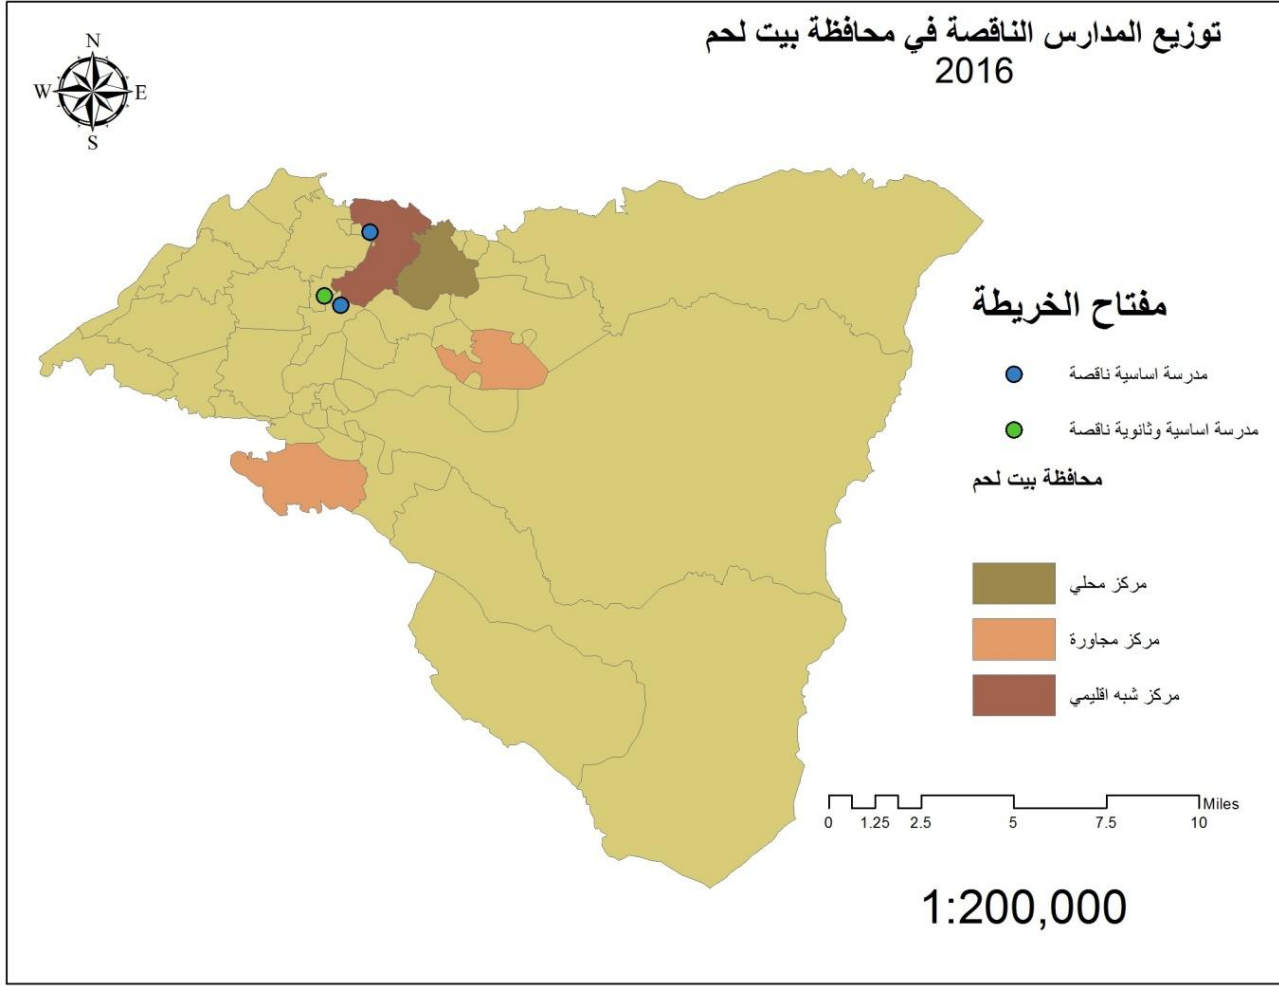 توزيع المدارس الناقصة في محافظة بيت لحم
2016
N
W E
S
مفتاح الخريطة
مدرسة اساسية ناقصة
مدرسة اساسية وثانوية ناقصة
محافظة بيت لحم
مركز محلي
مركز مجاورة
مركز شبه اقليمي
Miles
0 1.25 2.5 5 7.5 10
1:200,000